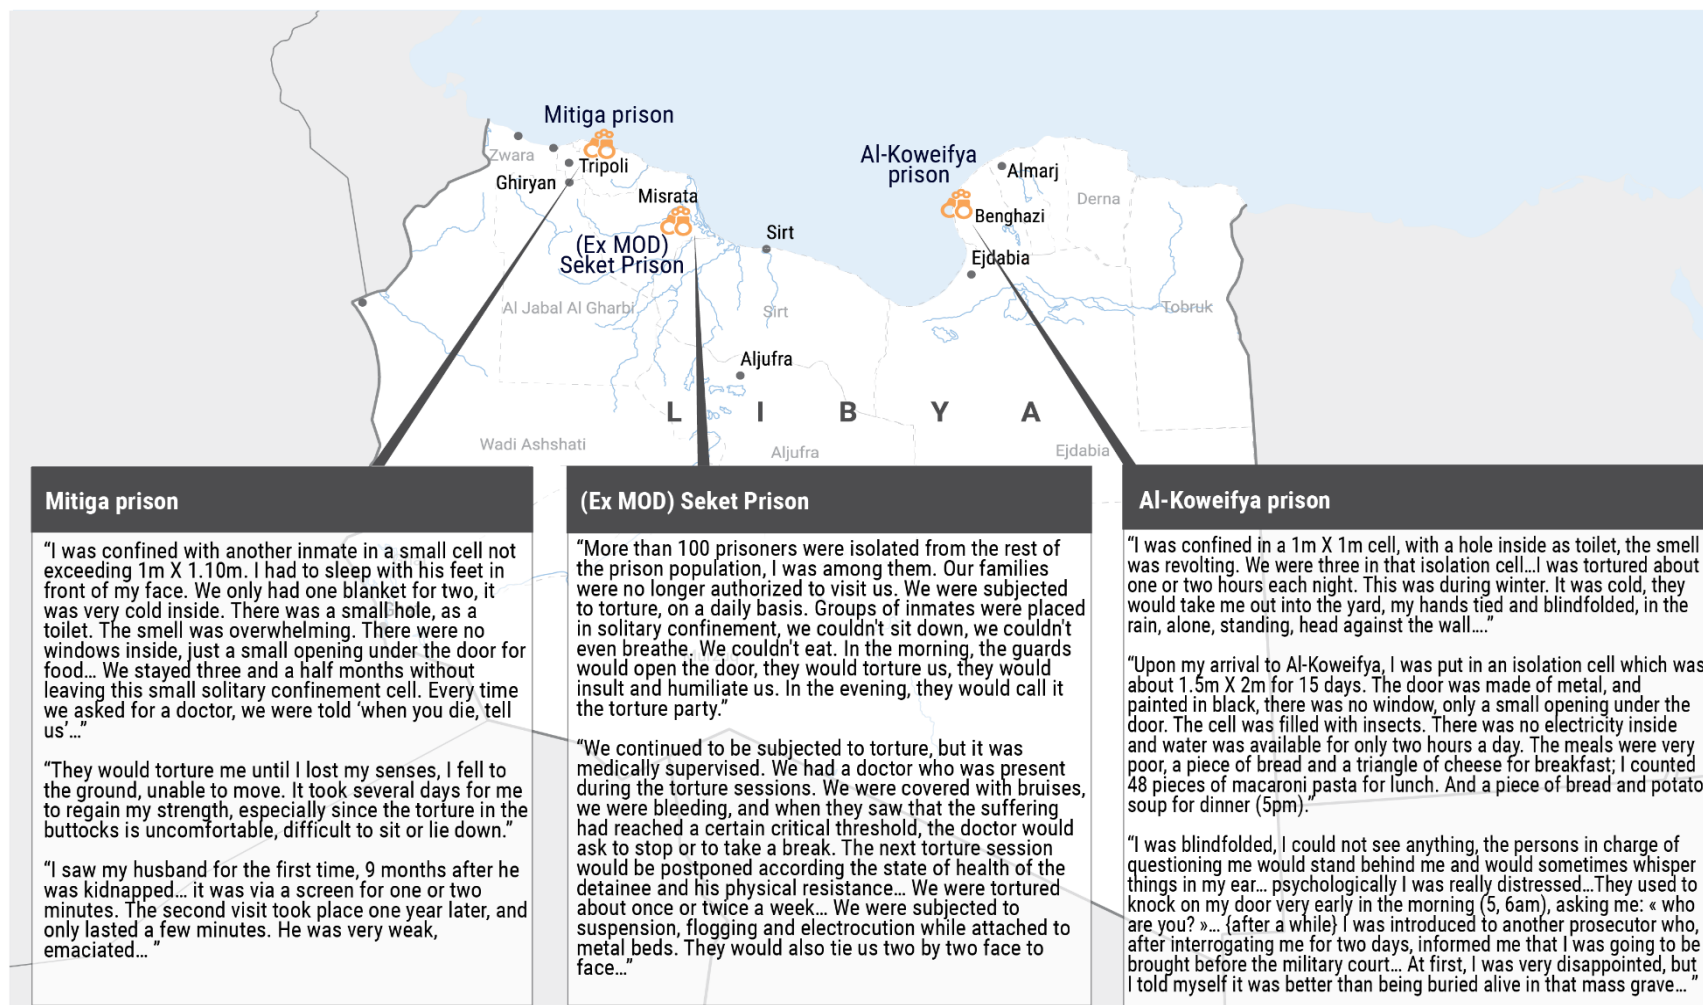 Mitiga prison
Zwara
Tripoli
Ghiryan
Misrata
(Ex MOD)
Seket Prison
Sirt
Al-Koweifya
prison
Almarj
Derna
Benghazi
Ejdabia
Al Jabal Al Gharbi
Sirt
Tobruk
Aljufra
L I B Y A
Wadi Ashshati
Aljufra
Ejdabia
Mitiga prison
“I was confined with another inmate in a small cell not
exceeding 1m X 1.10m. I had to sleep with his feet in
front of my face. We only had one blanket for two, it
was very cold inside. There was a small hole, as a
toilet. The smell was overwhelming. There were no
windows inside, just a small opening under the door for
food... We stayed three and a half months without
leaving this small solitary confinement cell. Every time
we asked for a doctor, we were told ‘when you die, tell
us’...”
“They would torture me until I lost my senses, I fell to
the ground, unable to move. It took several days for me
to regain my strength, especially since the torture in the
buttocks is uncomfortable, difficult to sit or lie down.”
“I saw my husband for the first time, 9 months after he
was kidnapped... it was via a screen for one or two
minutes. The second visit took place one year later, and
only lasted a few minutes. He was very weak,
emaciated... ”
(Ex MOD) Seket Prison
“More than 100 prisoners were isolated from the rest of
the prison population, I was among them. Our families
were no longer authorized to visit us. We were subjected
to torture, on a daily basis. Groups of inmates were placed
in solitary confinement, we couldn't sit down, we couldn't
even breathe. We couldn't eat. In the morning, the guards
would open the door, they would torture us, they would
insult and humiliate us. In the evening, they would call it
the torture party.”
“We continued to be subjected to torture, but it was
medically supervised. We had a doctor who was present
during the torture sessions. We were covered with bruises,
we were bleeding, and when they saw that the suffering
had reached a certain critical threshold, the doctor would
ask to stop or to take a break. The next torture session
would be postponed according the state of health of the
detainee and his physical resistance... We were tortured
about once or twice a week... We were subjected to
suspension, flogging and electrocution while attached to
metal beds. They would also tie us two by two face to
face...”
Al-Koweifya prison
“I was confined in a 1m X 1m cell, with a hole inside as toilet, the smell
was revolting. We were three in that isolation cell...I was tortured about
one or two hours each night. This was during winter. It was cold, they
would take me out into the yard, my hands tied and blindfolded, in the
rain, alone, standing, head against the wall....”
“Upon my arrival to Al-Koweifya, I was put in an isolation cell which was
about 1.5m X 2m for 15 days. The door was made of metal, and
painted in black, there was no window, only a small opening under the
door. The cell was filled with insects. There was no electricity inside
and water was available for only two hours a day. The meals were very
poor, a piece of bread and a triangle of cheese for breakfast; I counted
48 pieces of macaroni pasta for lunch. And a piece of bread and potato
soup for dinner (5pm).”
“I was blindfolded, I could not see anything, the persons in charge of
questioning me would stand behind me and would sometimes whisper
things in my ear... psychologically I was really distressed...They used to
knock on my door very early in the morning (5, 6am), asking me: « who
are you? »... {after a while} I was introduced to another prosecutor who,
after interrogating me for two days, informed me that I was going to be
brought before the military court... At first, I was very disappointed, but
I told myself it was better than being buried alive in that mass grave... ”